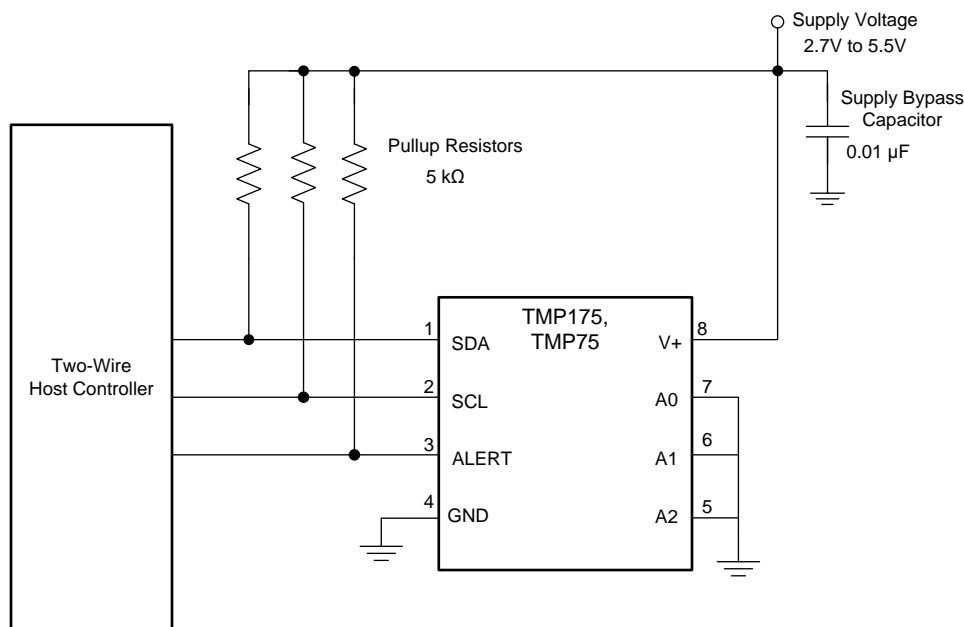 Supply Voltage
2.7V to 5.5V
Supply Bypass
Capacitor
0.01 µF
Pullup Resistors
5 kΩ
Two-Wire
Host Controller
TMP175,
TMP75
1
SDA
V+
8
2
SCL
A0
7
3
ALERT
A1
6
4
GND
A2
5